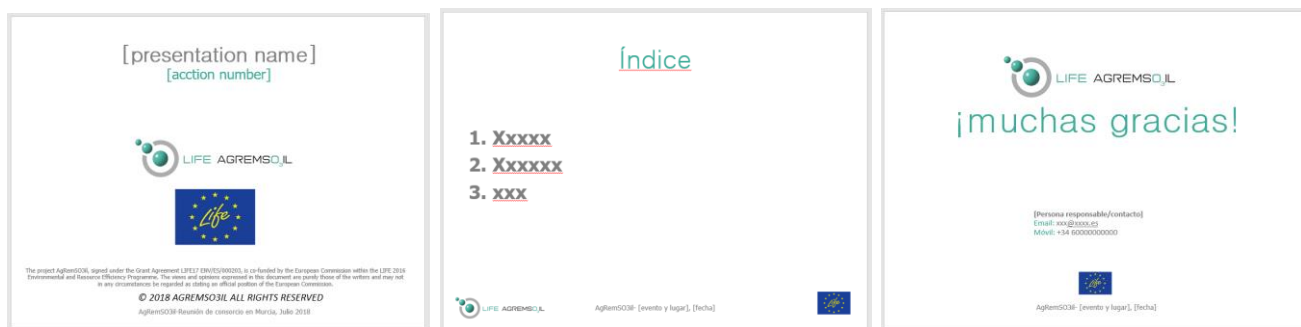 [presentation name]
[acction number]
LIFE AGREMSO3IL
Life
The project AgRemSO3il, signed under the Grant Agreement LIFE17 ENV/ES/000203, is co-funded by the European Commission within the LIFE 2016
Environmental and Resource Efficiency Programme. The views and opinions expressed in this document are purely those of the writers and may not
in any circumstances be regarded as stating an official position of the European Commission.
© 2018 AGREMSO3IL ALL RIGHTS RESERVED
AgRemSO3il-Reunión de consorcio en Murcia, Julio 2018
Índice
1. Xxxxx
2. Xxxxxx
3. xxx
LIFE AGREMSO3IL
AgRemSO3il- [evento y lugar], [fecha]
Life
LIFE AGREMSO3IL
¡muchas gracias!
[Persona responsable/contacto]
Email: xxx@xxxx.es
Móvil: +34 60000000000
Life
AgRemSO3il- [evento y lugar], [fecha]